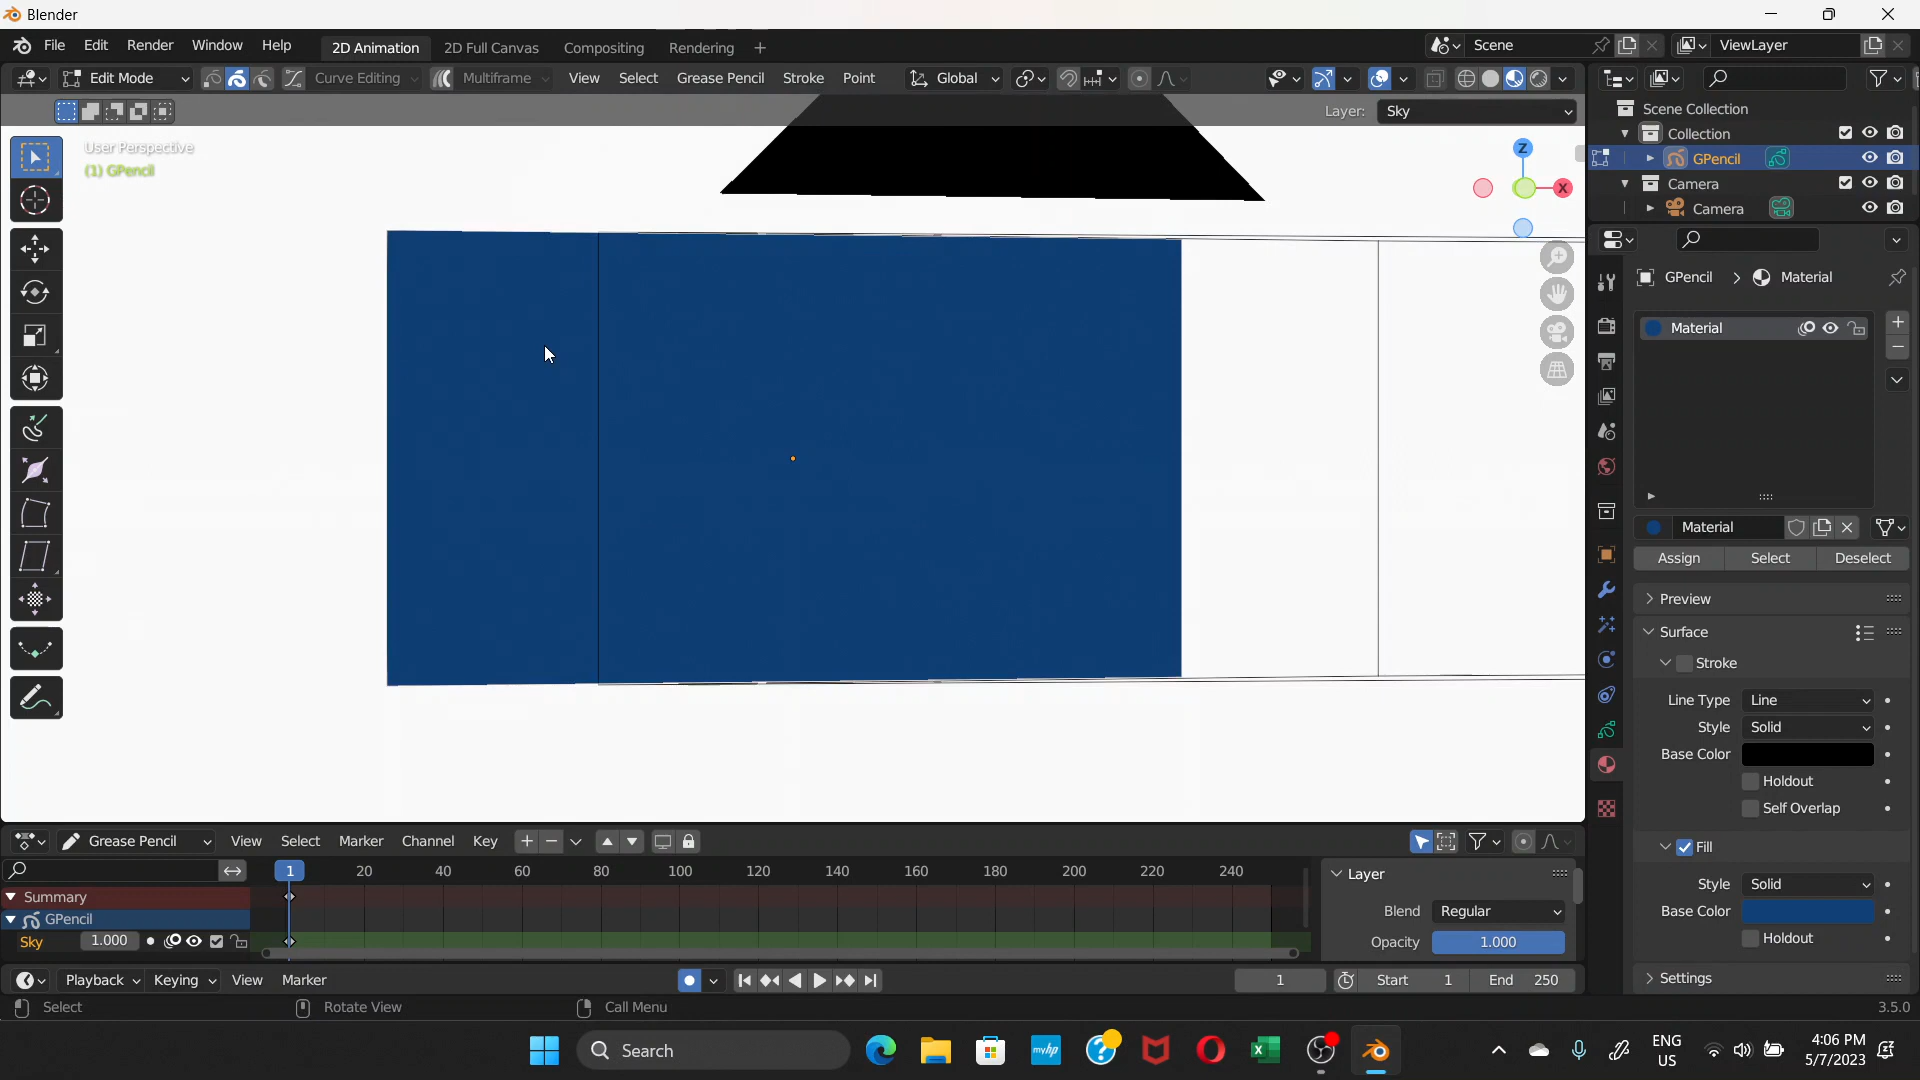 Blender
File Edit Render Window Help 2D Animation 2D Full Canvas Compositing Rendering + Scene ViewLayer
Edit Mode Curve Editing Multiframe View Select Grease Pencil Stroke Point Global
Layer: Sky
User Perspective
(1) GPencil
Z
X
Scene Collection
Collection
GPencil
Camera
Camera
GPencil > Material
Material
Material
Assign Select Deselect
Preview
Surface
Stroke
Line Type Line
Style Solid
Base Color
Holdout
Self Overlap
Fill
Style Solid
Base Color
Holdout
Settings
Grease Pencil View Select Marker Channel Key
1 20 40 60 80 100 120 140 160 180 200 220 240
Summary
GPencil
Sky 1.000
Layer
Blend Regular
Opacity 1.000
Playback Keying View Marker 1 Start 1 End 250
Select Rotate View Call Menu 3.5.0
Search myhp ENG
US 4:06 PM
5/7/2023